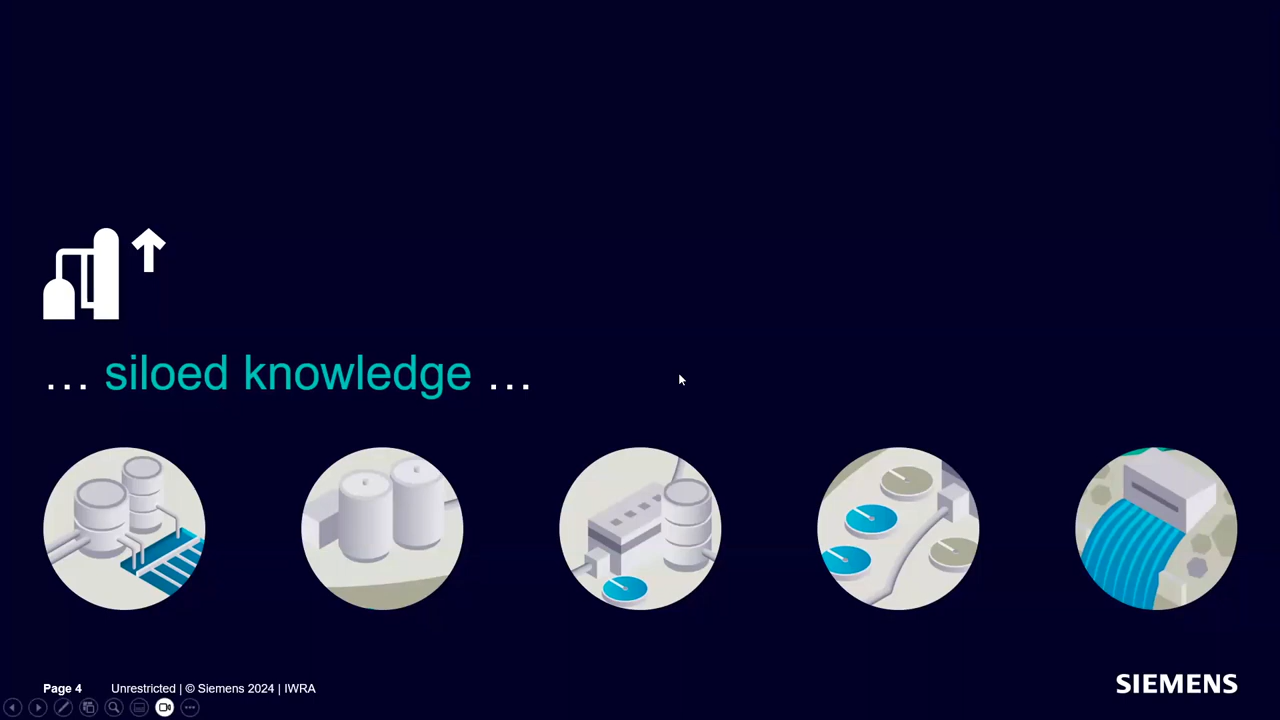 … siloed knowledge …
Page 4
Unrestricted | © Siemens 2024 | IWRA
SIEMENS